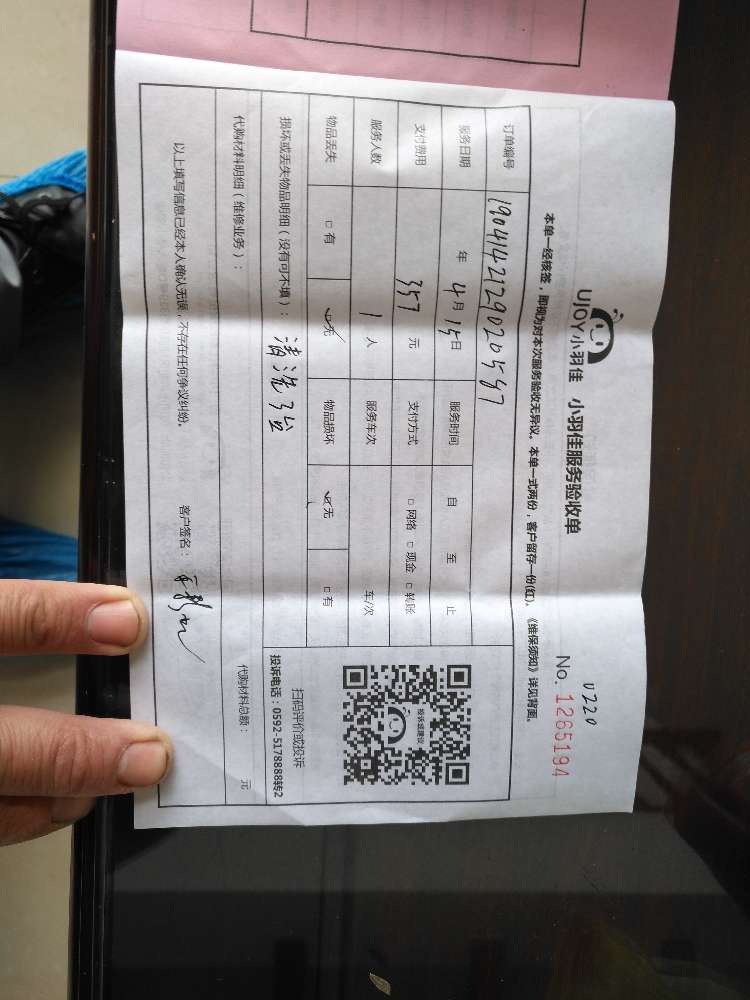 UJOY小羽佳 小羽佳服务验收单
U220
No. 1265194
本单一经核签，即视为对本次服务验收无异议。本单一式两份，客户留存一份(红)。《维保须知》详见背面。
订单编号 19041421290205
服务日期 年 4月15日 服务时间 自 至 止
支付费用 357 元 支付方式 □ 网络 □ 现金 □ 转账
服务人数 1 人 服务车次 车/次
物品丢失 □ 有 ☑无 物品损坏 ☑无 □ 有
投诉或建议
扫码评价或投诉
投诉电话：0592-5178888转2
损坏或丢失物品明细（没有可不填）：
清洗
代购材料明细（维修业务）： 代购材料总额： 元
以上填写信息已经本人确认无误，不存在任何争议纠纷。 客户签名：